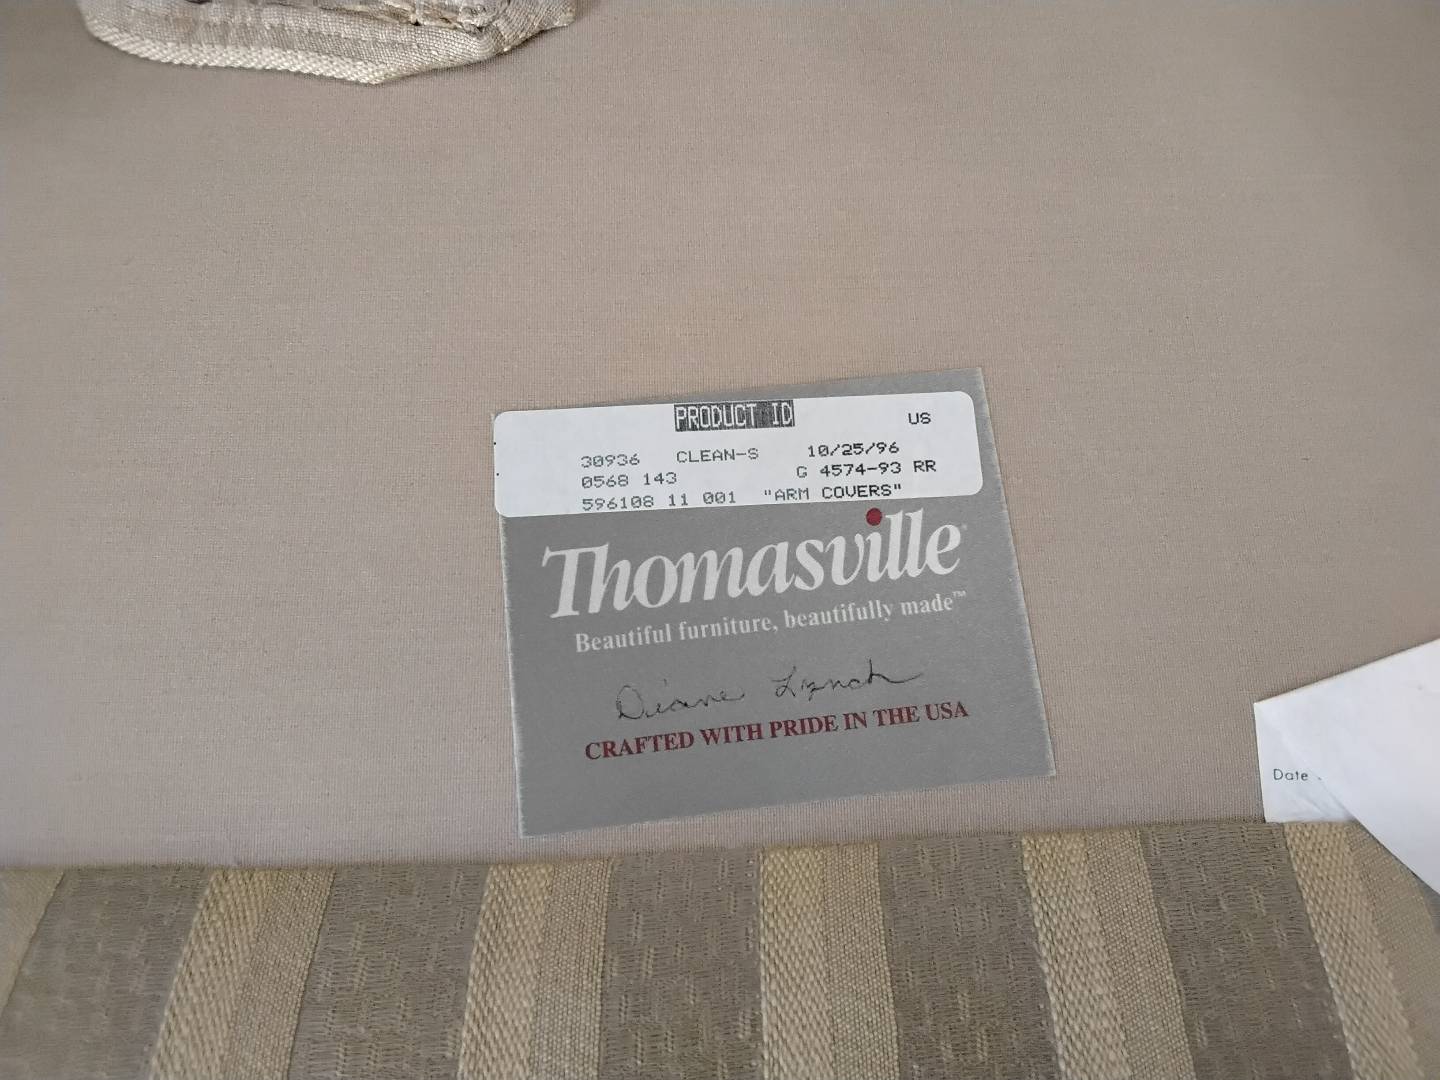 PRODUCT ID US
30936 CLEAN-S 10/25/96
0568 143 G 4574-93 RR
596108 11 001 "ARM COVERS"
Thomasville
Beautiful furniture, beautifully made™
Diane Lynch
CRAFTED WITH PRIDE IN THE USA
Date